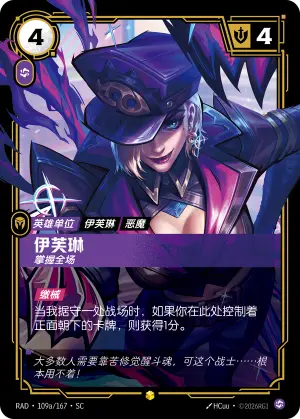 4
4
英雄单位 伊芙琳 恶魔
伊芙琳
掌握全场
缴械
当我据守一处战场时，如果你在此处控制着
正面朝下的卡牌，则获得1分。
大多数人需要靠苦修觉醒斗魂，可这个战士……根
本用不着！
RAD • 109a/167 • SC
HCuu • ©2026RGI